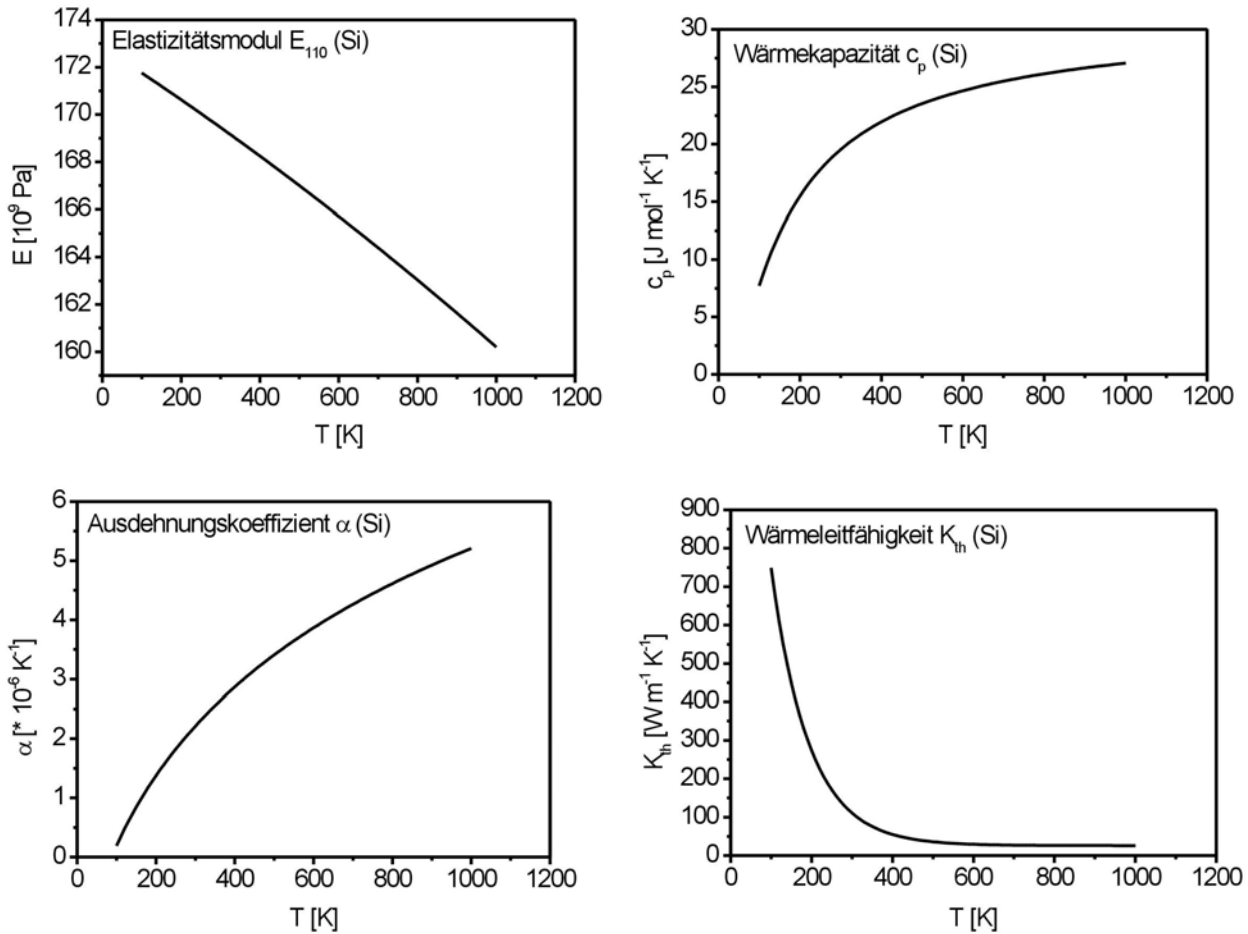 Elastizitätsmodul E₁₁₀ (Si)
E [10⁹ Pa]
174
172
170
168
166
164
162
160
0 200 400 600 800 1000 1200
T [K]
Wärmekapazität cₚ (Si)
cₚ [J mol⁻¹ K⁻¹]
30
25
20
15
10
5
0
0 200 400 600 800 1000 1200
T [K]
Ausdehnungskoeffizient α (Si)
α [* 10⁻⁶ K⁻¹]
6
5
4
3
2
1
0
0 200 400 600 800 1000 1200
T [K]
Wärmeleitfähigkeit Kₜₕ (Si)
Kₜₕ [W m⁻¹ K⁻¹]
900
800
700
600
500
400
300
200
100
0
0 200 400 600 800 1000 1200
T [K]